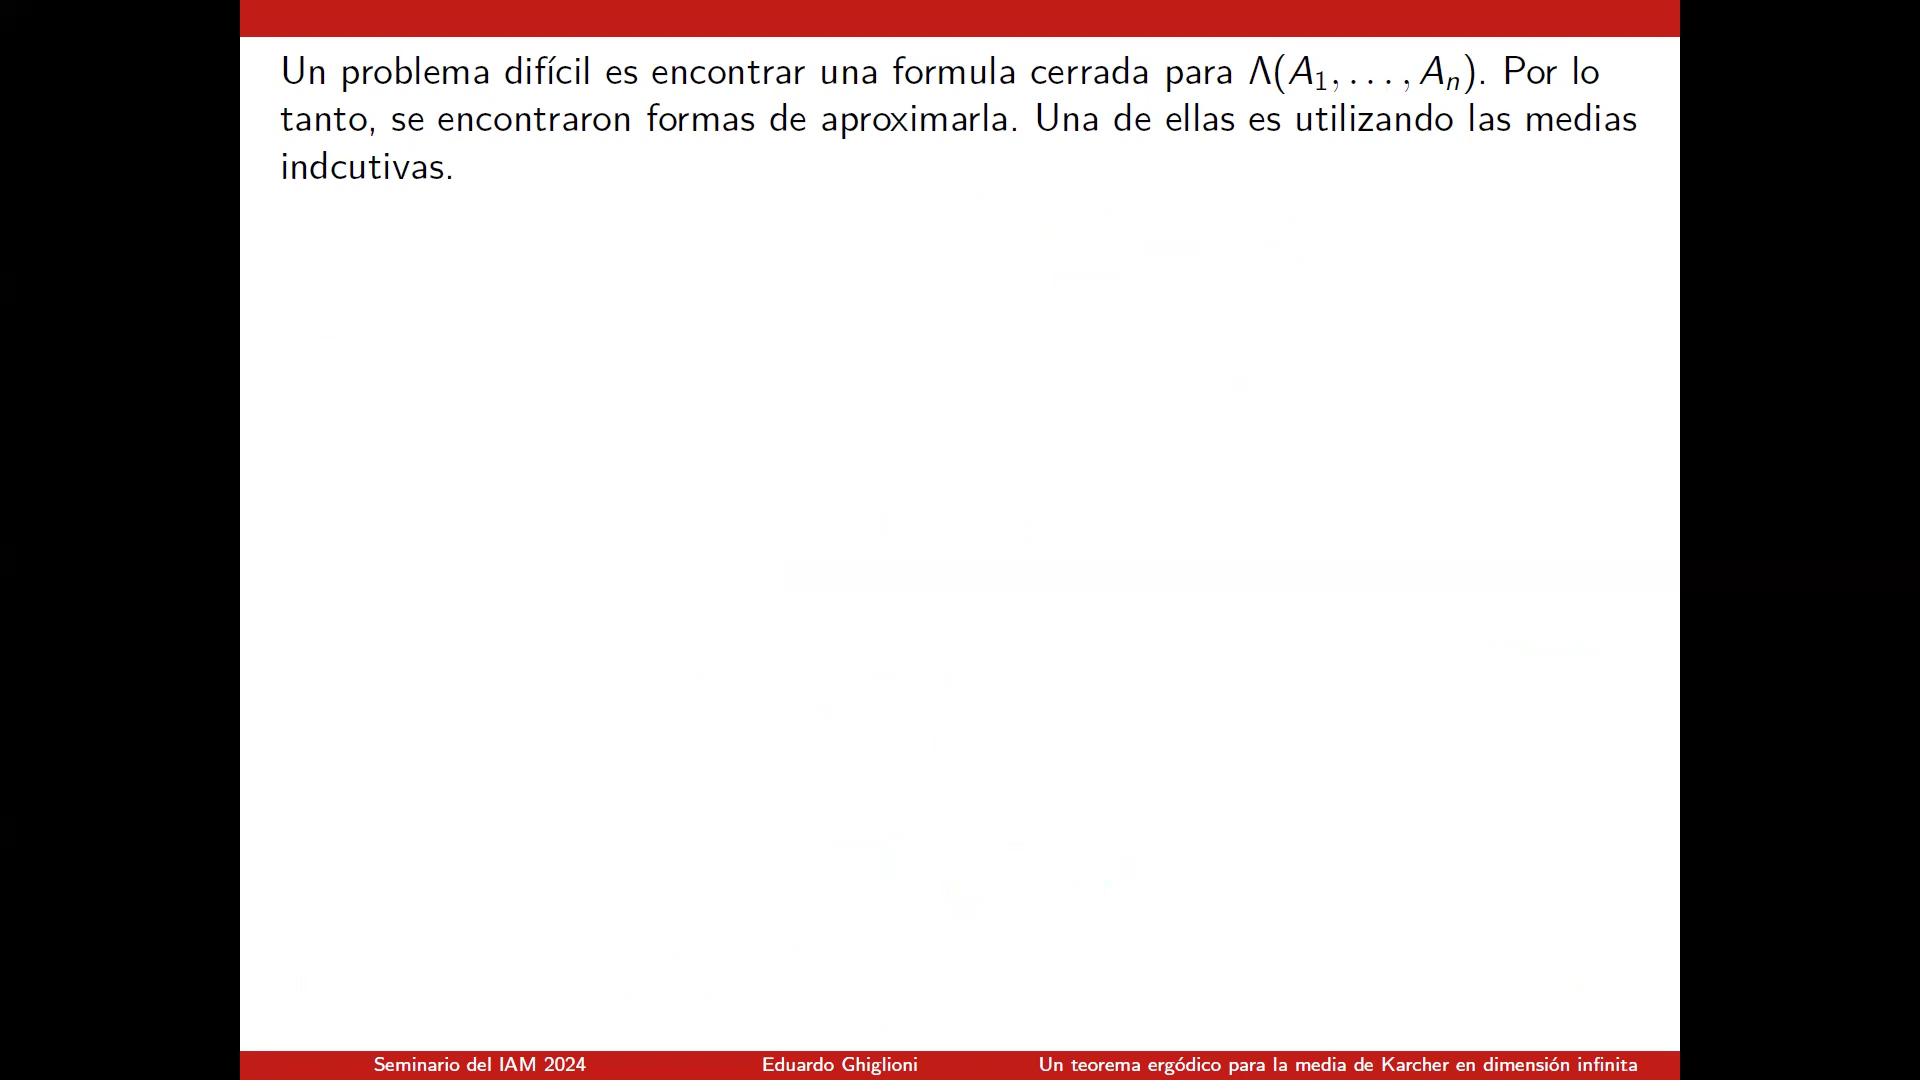 Un problema difícil es encontrar una formula cerrada para Λ(A₁, . . . , Aₙ). Por lo
tanto, se encontraron formas de aproximarla. Una de ellas es utilizando las medias
indcutivas.
Seminario del IAM 2024 Eduardo Ghiglioni Un teorema ergódico para la media de Karcher en dimensión infinita